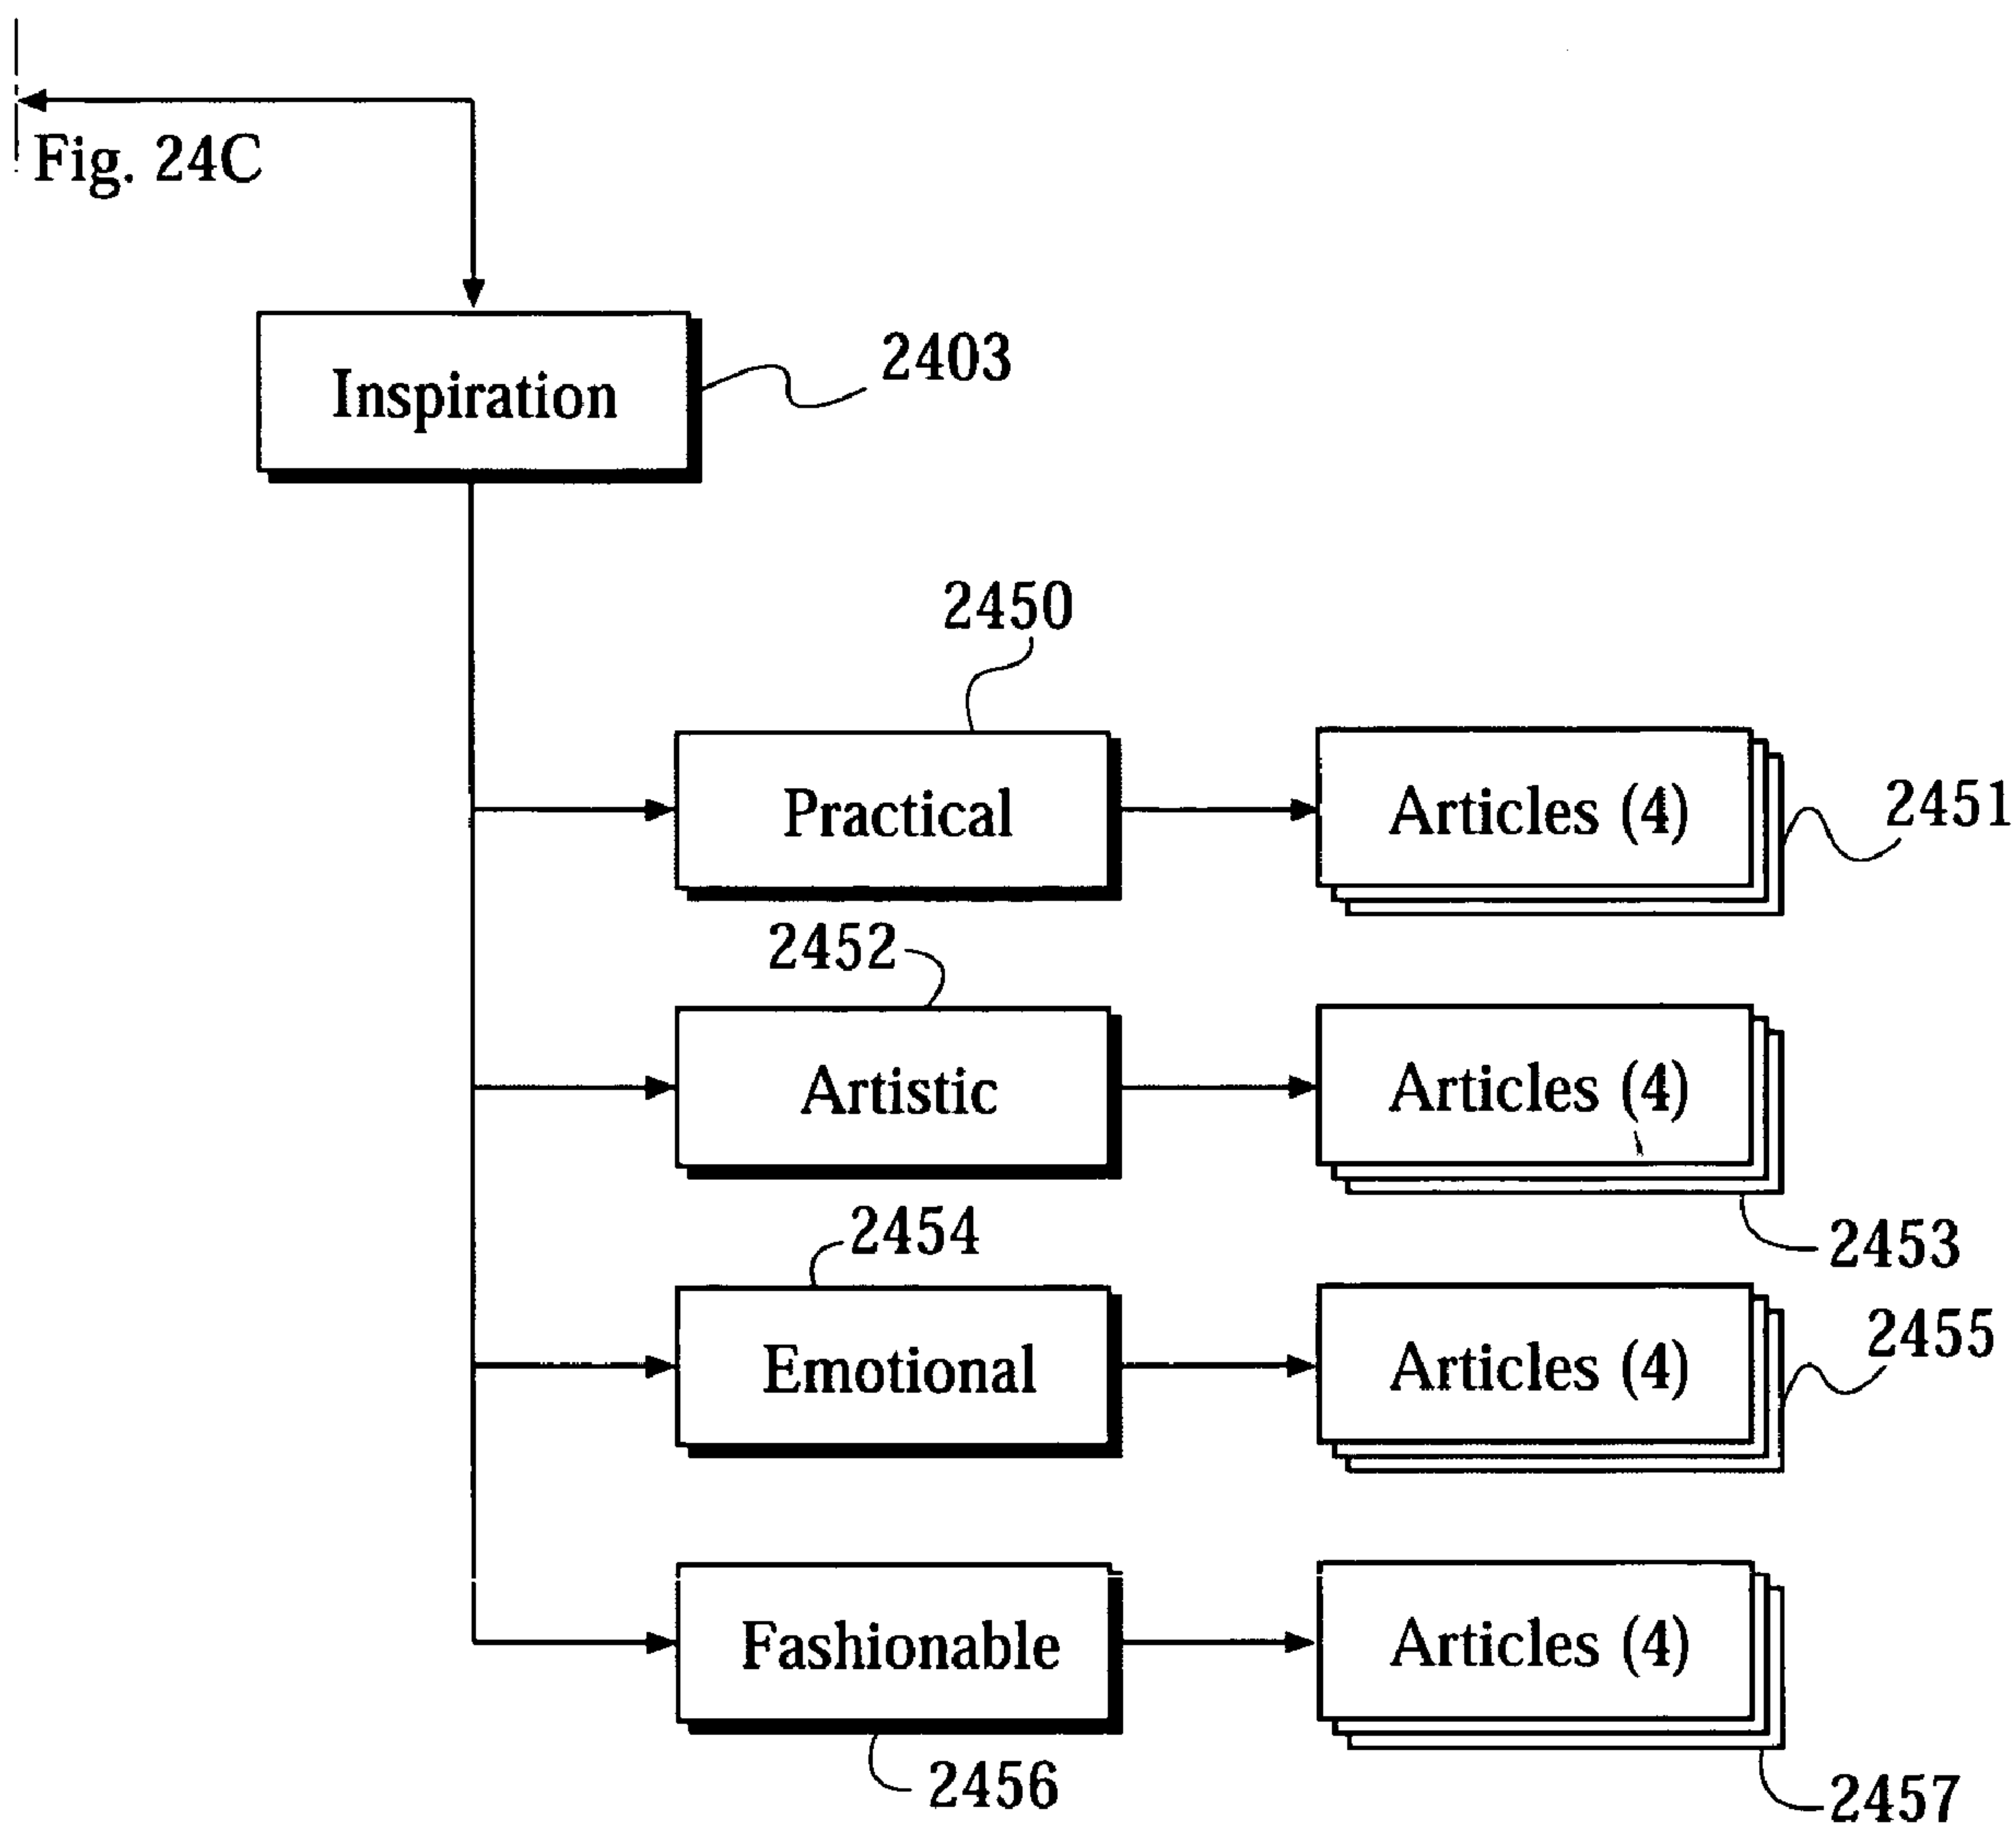 Fig. 24C
2403
Inspiration
2450
Practical
Articles (4)
2451
2452
Artistic
Articles (4)
2453
2454
Emotional
Articles (4)
2455
Fashionable
Articles (4)
2456
2457